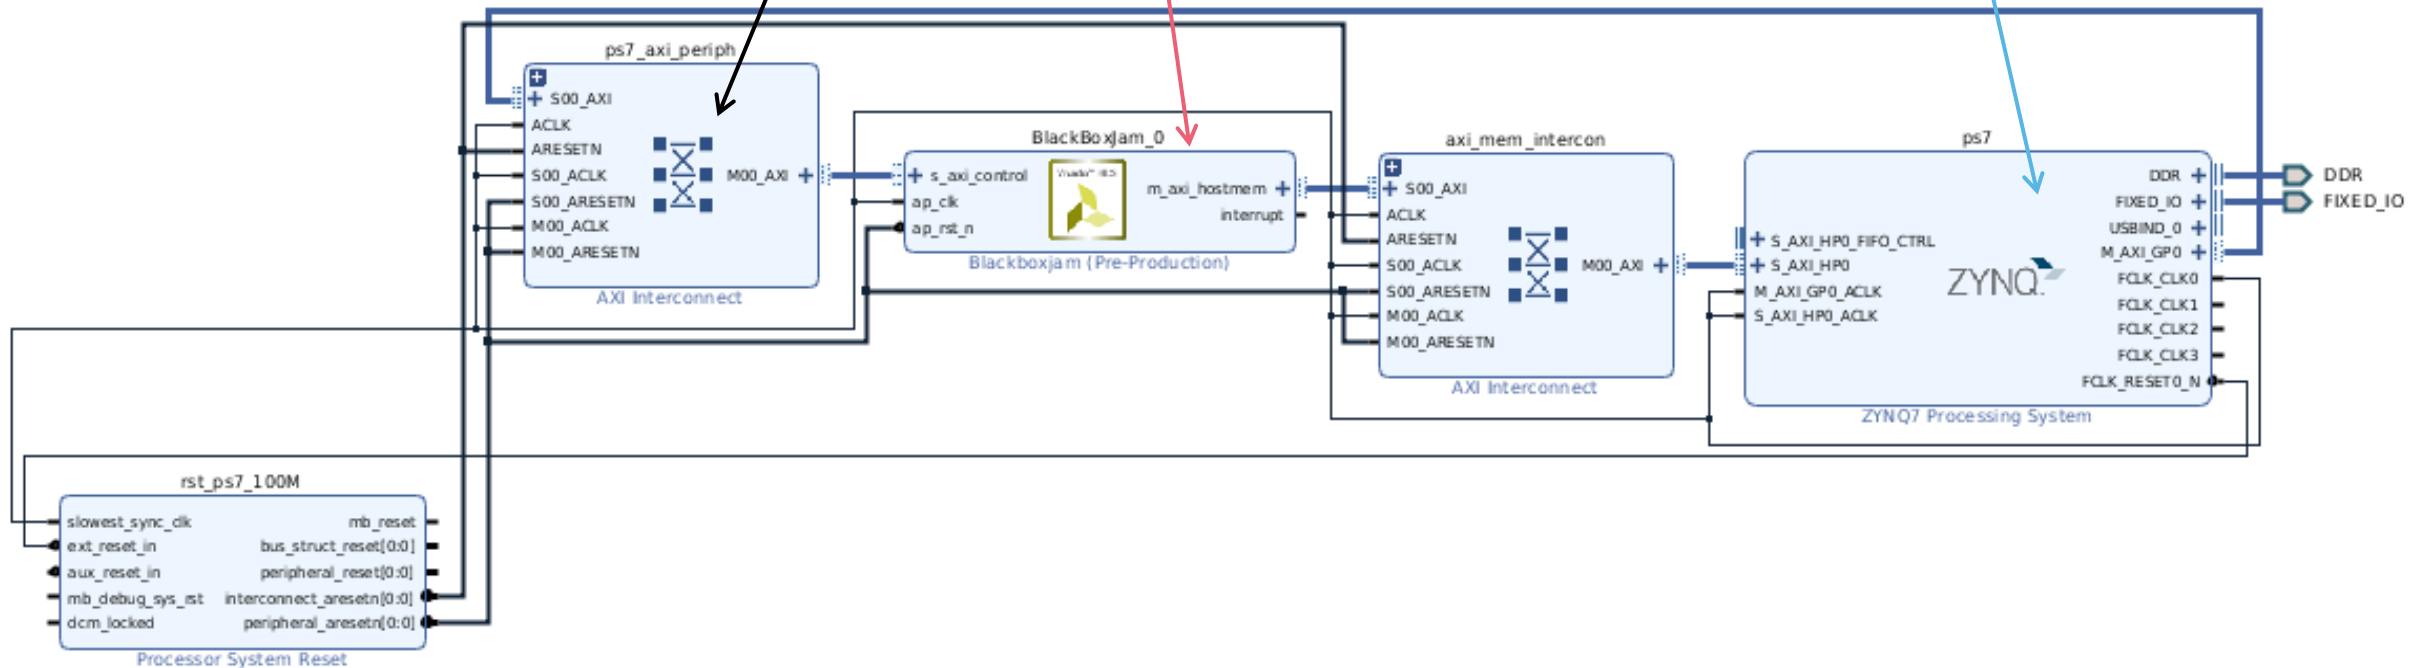 ps7_axi_periph
S00_AXI
ACLK
ARESETN
S00_ACLK
S00_ARESETN
M00_ACLK
M00_ARESETN
M00_AXI
AXI Interconnect
BlackBoxJam_0
s_axi_control
ap_clk
ap_rst_n
m_axi_hostmem
interrupt
Blackboxjam (Pre-Production)
axi_mem_intercon
S00_AXI
ACLK
ARESETN
S00_ACLK
S00_ARESETN
M00_ACLK
M00_ARESETN
M00_AXI
AXI Interconnect
ps7
S_AXI_HP0_FIFO_CTRL
S_AXI_HP0
M_AXI_GP0_ACLK
S_AXI_HP0_ACLK
ZYNQ
DDR
FIXED_IO
USBIND_0
M_AXI_GP0
FCLK_CLK0
FCLK_CLK1
FCLK_CLK2
FCLK_CLK3
FCLK_RESET0_N
ZYNQ7 Processing System
DDR
FIXED_IO
rst_ps7_100M
slowest_sync_clk
ext_reset_in
aux_reset_in
mb_debug_sys_rst
dcm_locked
mb_reset
bus_struct_reset[0:0]
peripheral_reset[0:0]
interconnect_aresetn[0:0]
peripheral_aresetn[0:0]
Processor System Reset